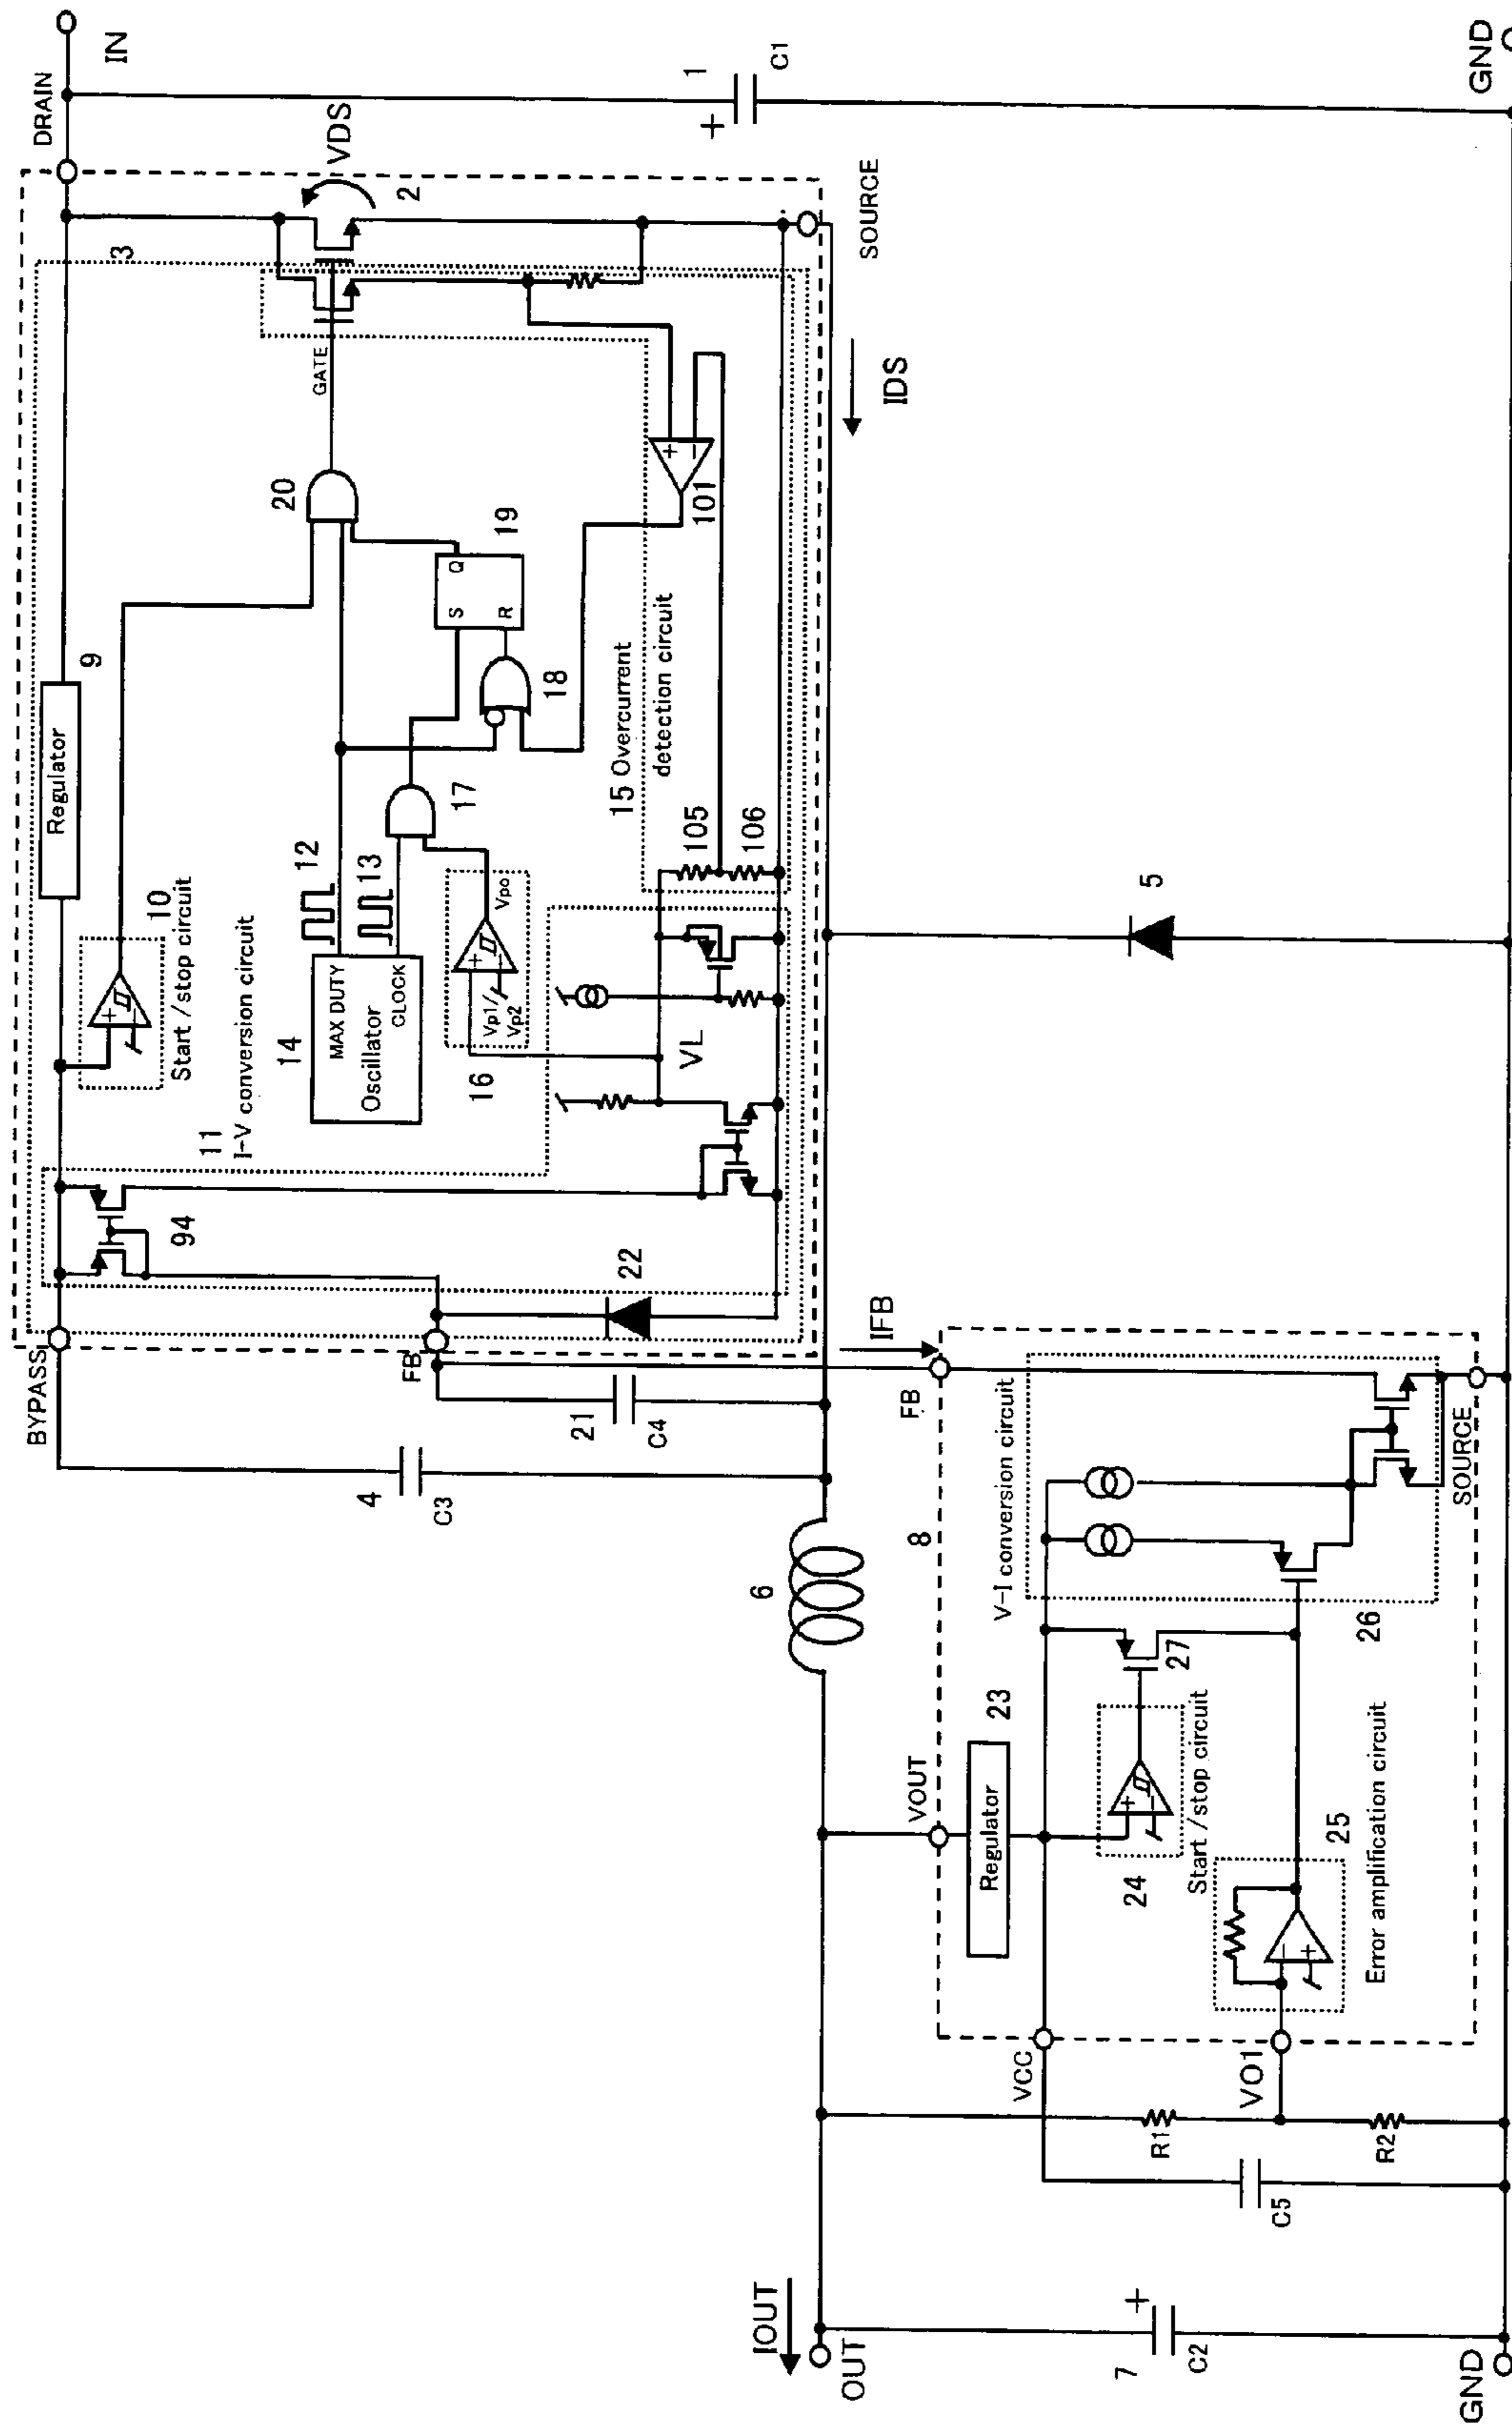 IN
DRAIN
1
C1
+
GND
VDS
2
3
SOURCE
GATE
IDS
Regulator
9
20
19
Q
S
R
18
101
+
−
15 Overcurrent
detection circuit
105
106
10
Start/stop circuit
+
−
11
I-V conversion circuit
12
13
14
MAX DUTY
Oscillator
CLOCK
17
16
Vpo
+
−
Vp1/
Vp2
VL
5
94
22
BYPASS
FB
IFB
21
C4
4
C3
6
8
FB
V-I conversion circuit
SOURCE
26
27
VOUT
Regulator
23
+
−
24
Start/stop circuit
25
−
+
Error amplification circuit
VCC
VO1
R1
R2
C5
IOUT
OUT
7
+
C2
GND